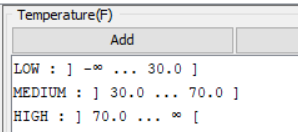 Temperature(F)
Add
LOW : ] -∞ ... 30.0 ]
MEDIUM : ] 30.0 ... 70.0 ]
HIGH : ] 70.0 ... ∞ [